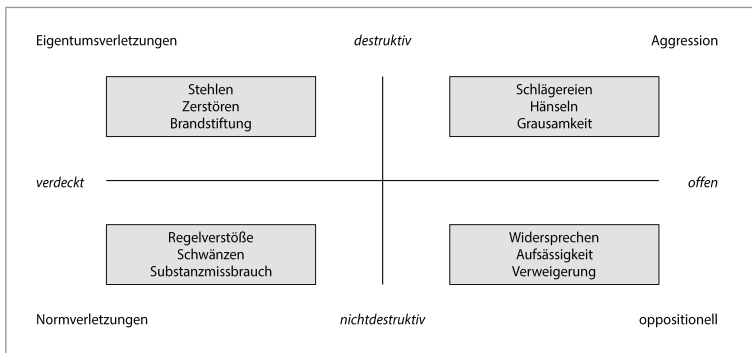 Eigentumsverletzungen destruktiv Aggression
Stehlen
Zerstören
Brandstiftung
Schlägereien
Hänseln
Grausamkeit
verdeckt offen
Regelverstöße
Schwänzen
Substanzmissbrauch
Widersprechen
Aufsässigkeit
Verweigerung
Normverletzungen nichtdestruktiv oppositionell